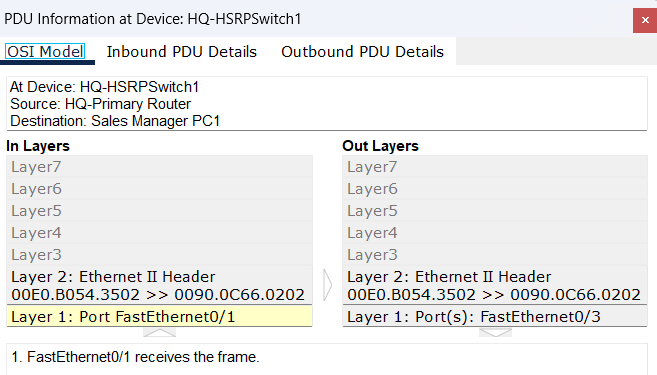 PDU Information at Device: HQ-HSRPSwitch1
OSI Model Inbound PDU Details Outbound PDU Details
At Device: HQ-HSRPSwitch1
Source: HQ-Primary Router
Destination: Sales Manager PC1
In Layers
Layer7
Layer6
Layer5
Layer4
Layer3
Layer 2: Ethernet II Header
00E0.B054.3502 >> 0090.0C66.0202
Layer 1: Port FastEthernet0/1
Out Layers
Layer7
Layer6
Layer5
Layer4
Layer3
Layer 2: Ethernet II Header
00E0.B054.3502 >> 0090.0C66.0202
Layer 1: Port(s): FastEthernet0/3
1. FastEthernet0/1 receives the frame.